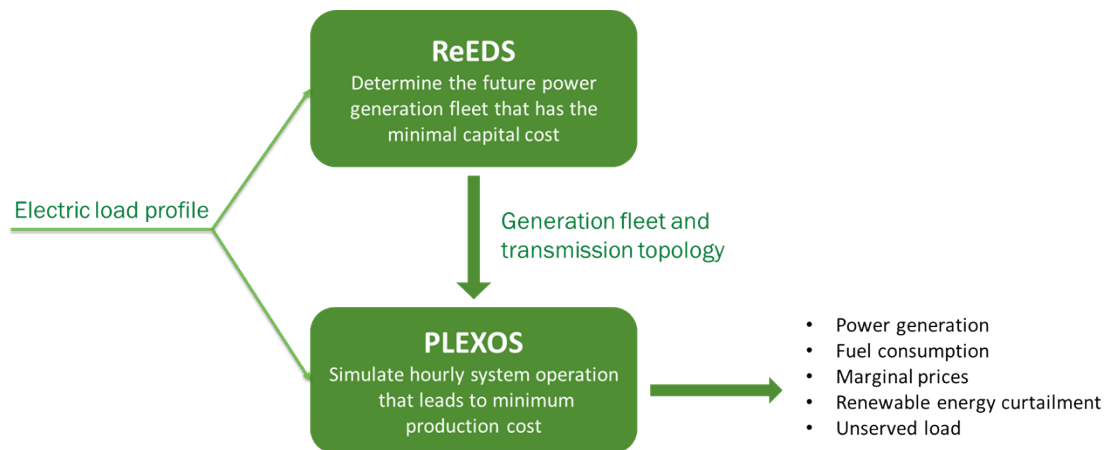 ReEDS
Determine the future power
generation fleet that has the
minimal capital cost
Electric load profile
Generation fleet and
transmission topology
PLEXOS
Simulate hourly system operation
that leads to minimum
production cost
• Power generation
• Fuel consumption
• Marginal prices
• Renewable energy curtailment
• Unserved load